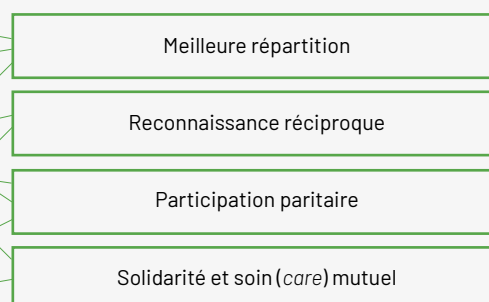 Meilleure répartition
Reconnaissance réciproque
Participation paritaire
Solidarité et soin (care) mutuel